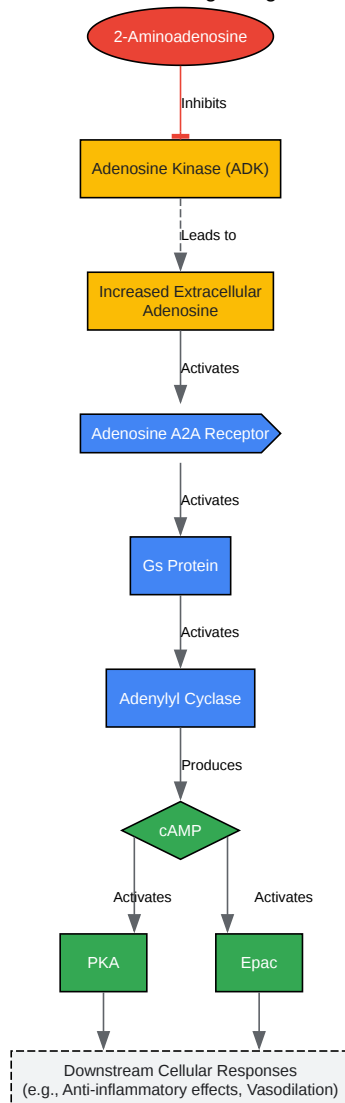 2-Aminoadenosine
Inhibits
Adenosine Kinase (ADK)
Leads to
Increased Extracellular
Adenosine
Activates
Adenosine A2A Receptor
Activates
Gs Protein
Activates
Adenylyl Cyclase
Produces
cAMP
Activates
Activates
PKA
Epac
Downstream Cellular Responses
(e.g., Anti-inflammatory effects, Vasodilation)